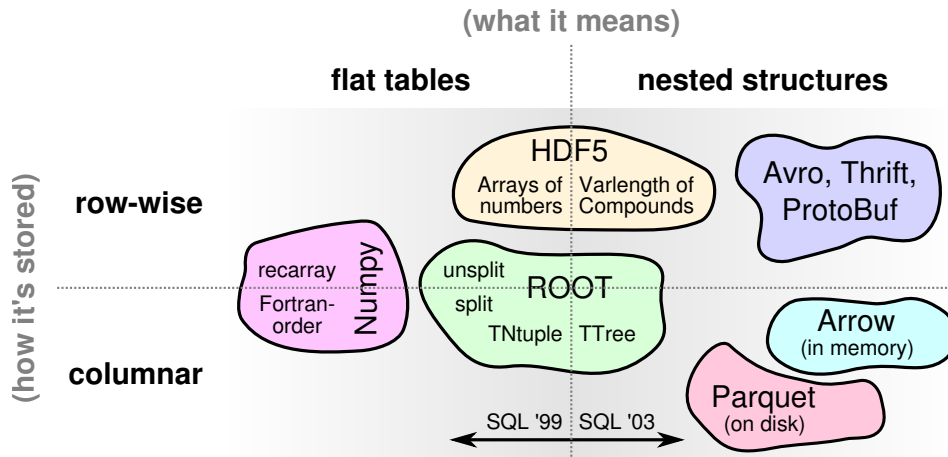 (what it means)
flat tables
nested structures
(how it's stored)
row-wise
columnar
HDF5
Arrays of
numbers
Varlength of
Compounds
Avro, Thrift,
ProtoBuf
recarray
Fortran-
order
Numpy
unsplit
split
ROOT
TNtuple
TTree
Arrow
(in memory)
Parquet
(on disk)
SQL '99
SQL '03